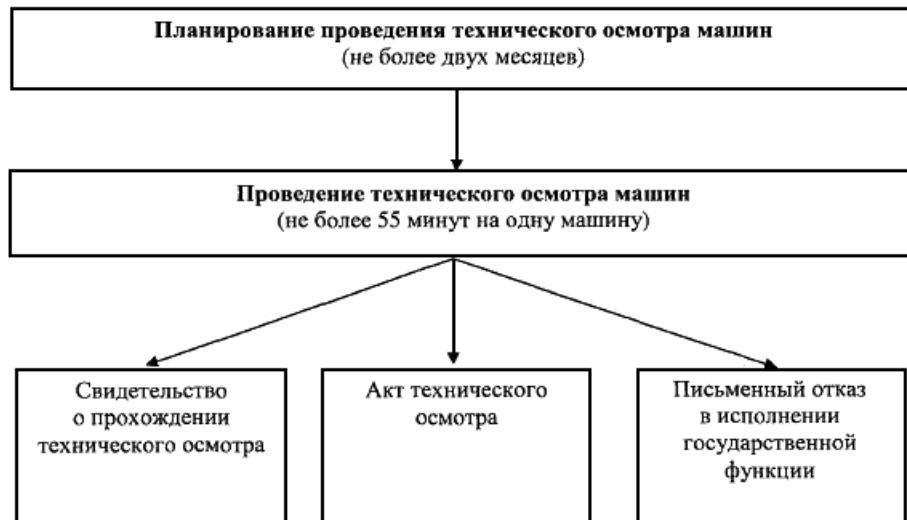 Планирование проведения технического осмотра машин
(не более двух месяцев)
Проведение технического осмотра машин
(не более 55 минут на одну машину)
Свидетельство
о прохождении
технического осмотра
Акт технического
осмотра
Письменный отказ
в исполнении
государственной
функции